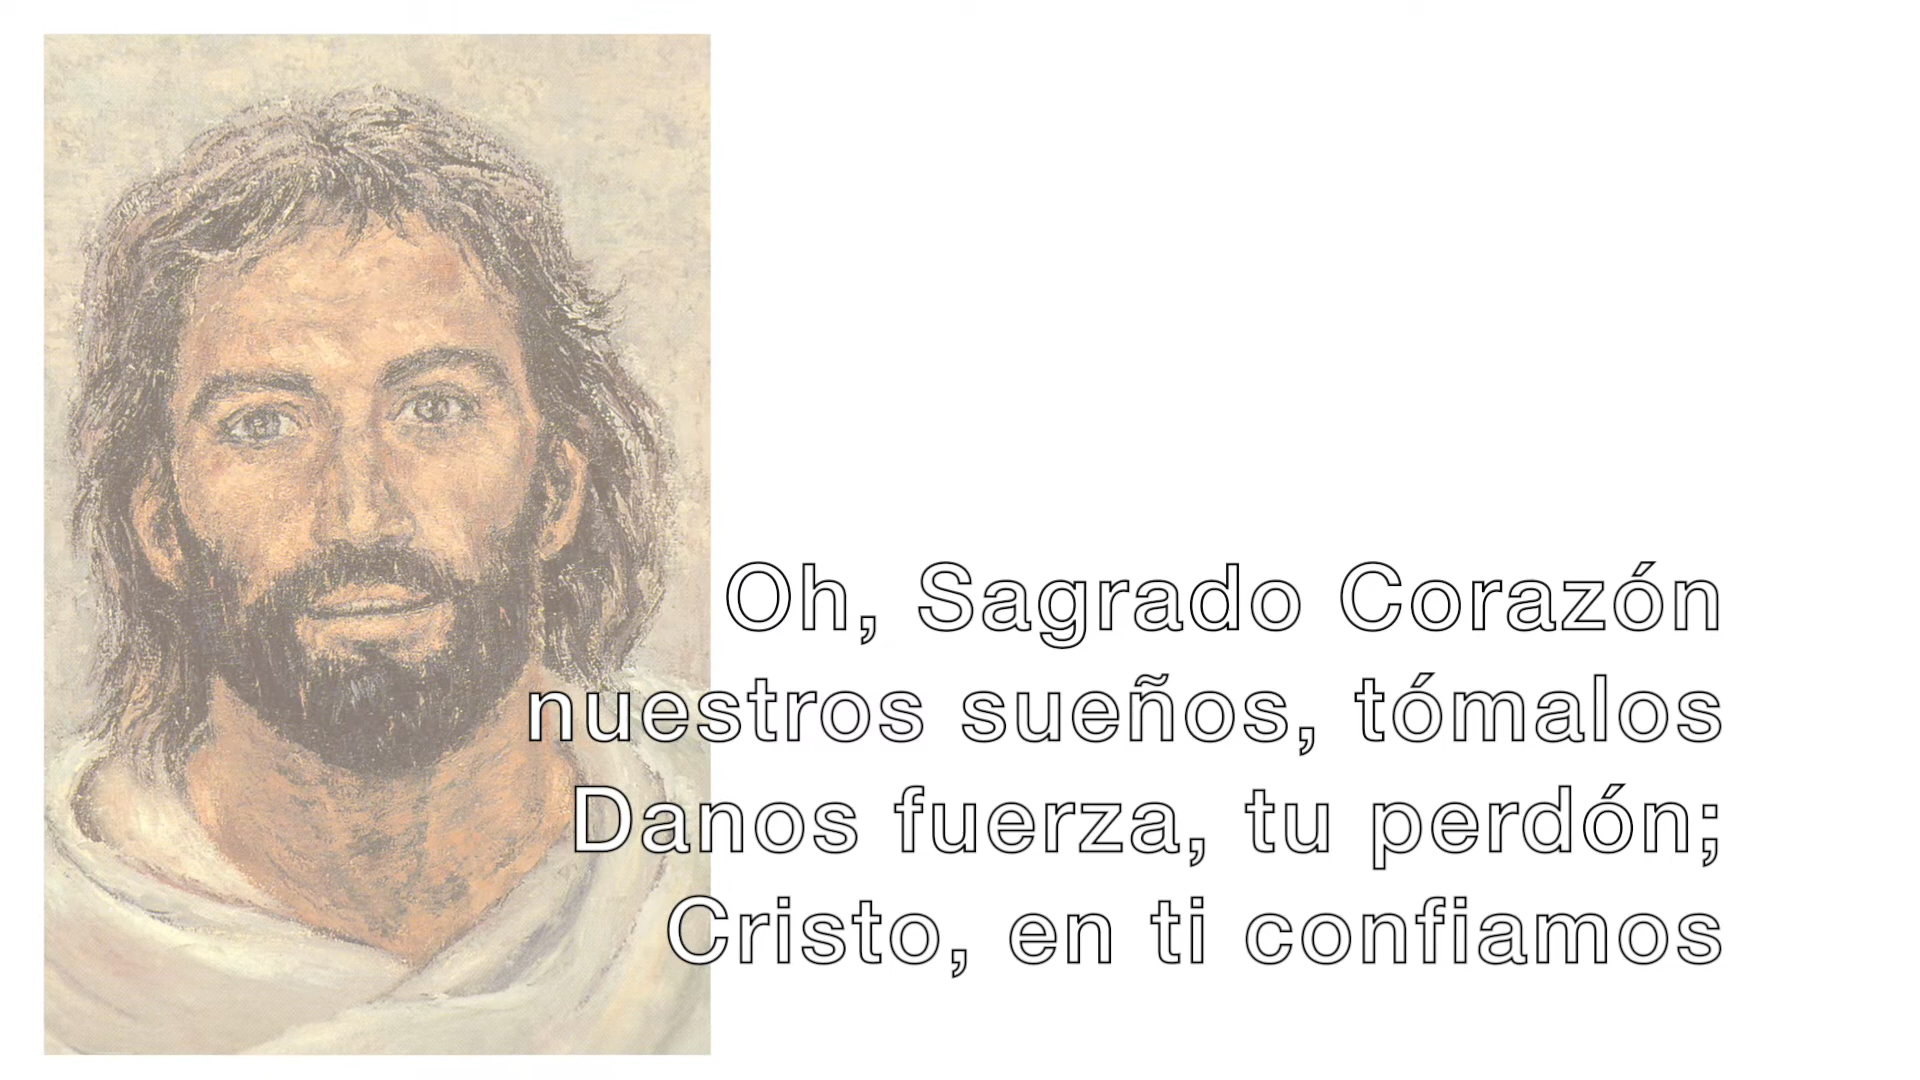 Oh, Sagrado Corazón
nuestros sueños, tómalos
Danos fuerza, tu perdón;
Cristo, en ti confiamos